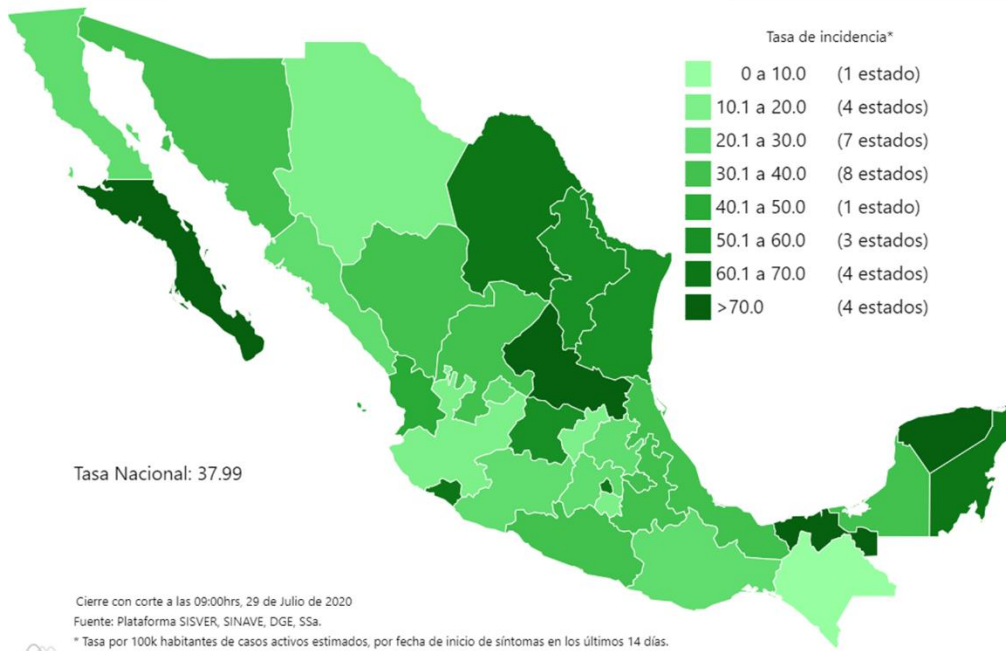 Tasa de incidencia*
0 a 10.0 (1 estado)
10.1 a 20.0 (4 estados)
20.1 a 30.0 (7 estados)
30.1 a 40.0 (8 estados)
40.1 a 50.0 (1 estado)
50.1 a 60.0 (3 estados)
60.1 a 70.0 (4 estados)
>70.0 (4 estados)
Tasa Nacional: 37.99
Cierre con corte a las 09:00hrs, 29 de Julio de 2020
Fuente: Plataforma SISVER, SINAVE, DGE, SSa.
* Tasa por 100k habitantes de casos activos estimados, por fecha de inicio de síntomas en los últimos 14 días.